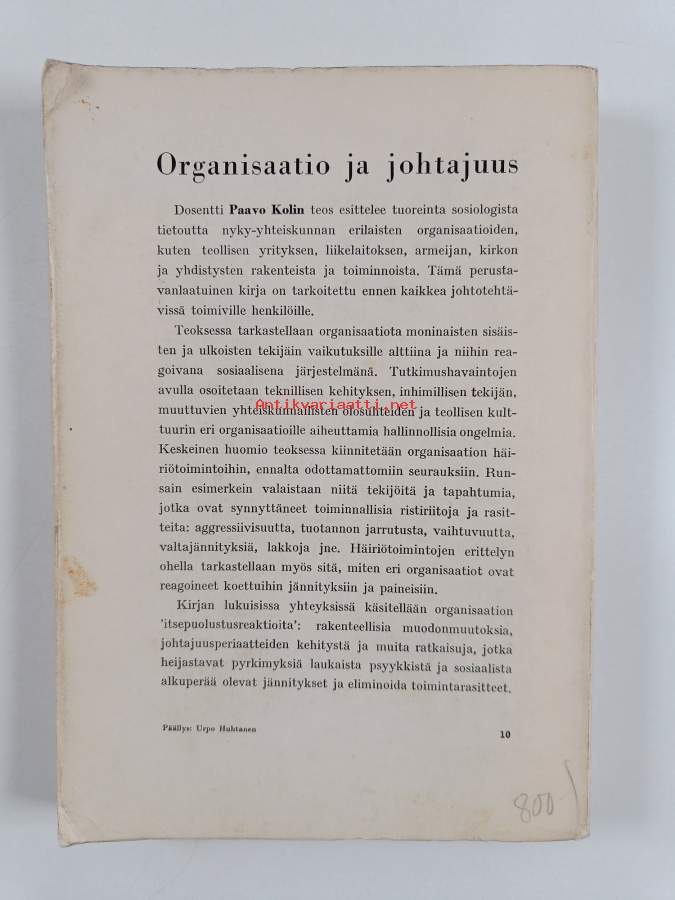 Organisaatio ja johtajuus
Dosentti Paavo Kolin teos esittelee tuoreinta sosiologista
tietoutta nyky-yhteiskunnan erilaisten organisaatioiden,
kuten teollisen yrityksen, liikelaitoksen, armeijan, kirkon
ja yhdistysten rakenteista ja toiminnoista. Tämä perusta-
vanlaatuinen kirja on tarkoitettu ennen kaikkea johtotehtä-
vissä toimiville henkilöille.
Teoksessa tarkastellaan organisaatiota moninaisten sisäis-
ten ja ulkoisten tekijäin vaikutuksille alttiina ja niihin rea-
goivana sosiaalisena järjestelmänä. Tutkimushavaintojen
avulla osoitetaan teknillisen kehityksen, inhimillisen tekijän,
muuttuvien yhteiskunnallisten olosuhteiden ja teollisen kult-
Antikvariaatti.net
tuurin eri organisaatioille aiheuttamia hallinnollisia ongelmia.
Keskeinen huomio teoksessa kiinnitetään organisaation häi-
riötoimintoihin, ennalta odottamattomiin seurauksiin. Run-
sain esimerkein valaistaan niitä tekijöitä ja tapahtumia,
jotka ovat synnyttäneet toiminnallisia ristiriitoja ja rasit-
teita: aggressiivisuutta, tuotannon jarrutusta, vaihtuvuutta,
valtajännityksiä, lakkoja jne. Häiriötoimintojen erittelyn
ohella tarkastellaan myös sitä, miten eri organisaatiot ovat
reagoineet koettuihin jännityksiin ja paineisiin.
Kirjan lukuisissa yhteyksissä käsitellään organisaation
'itsepuolustusreaktioita': rakenteellisia muodonmuutoksia,
johtajuusperiaatteiden kehitystä ja muita ratkaisuja, jotka
heijastavat pyrkimyksiä laukaista psyykkistä ja sosiaalista
alkuperää olevat jännitykset ja eliminoida toimintarasitteet.
Päällys: Urpo Huhtanen
10
800